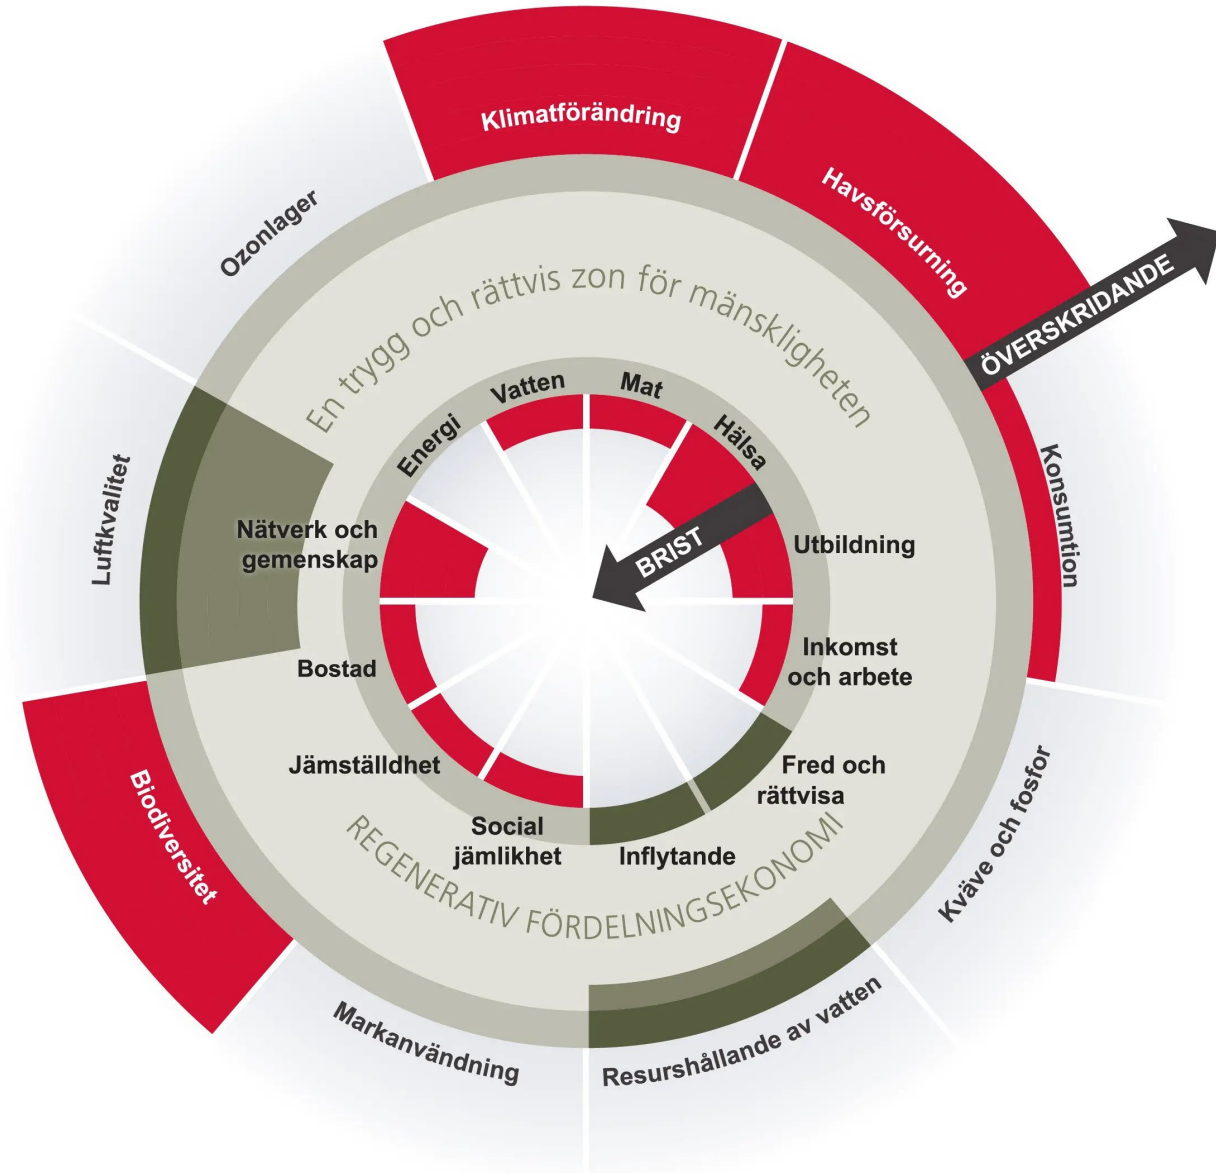 Klimatförändring
Havsförsurning
ÖVERSKRIDANDE
Konsumtion
Kväve och fosfor
Resurshållande av vatten
Markanvändning
Biodiversitet
Luftkvalitet
Ozonlager
En trygg och rättvis zon för mänskligheten
Vatten
Mat
Hälsa
BRIST
Utbildning
Inkomst
och arbete
Fred och
rättvisa
Inflytande
Social
jämlikhet
Jämställdhet
Bostad
Nätverk och
gemenskap
Energi
REGENERATIV FÖRDELNINGSEKONOMI